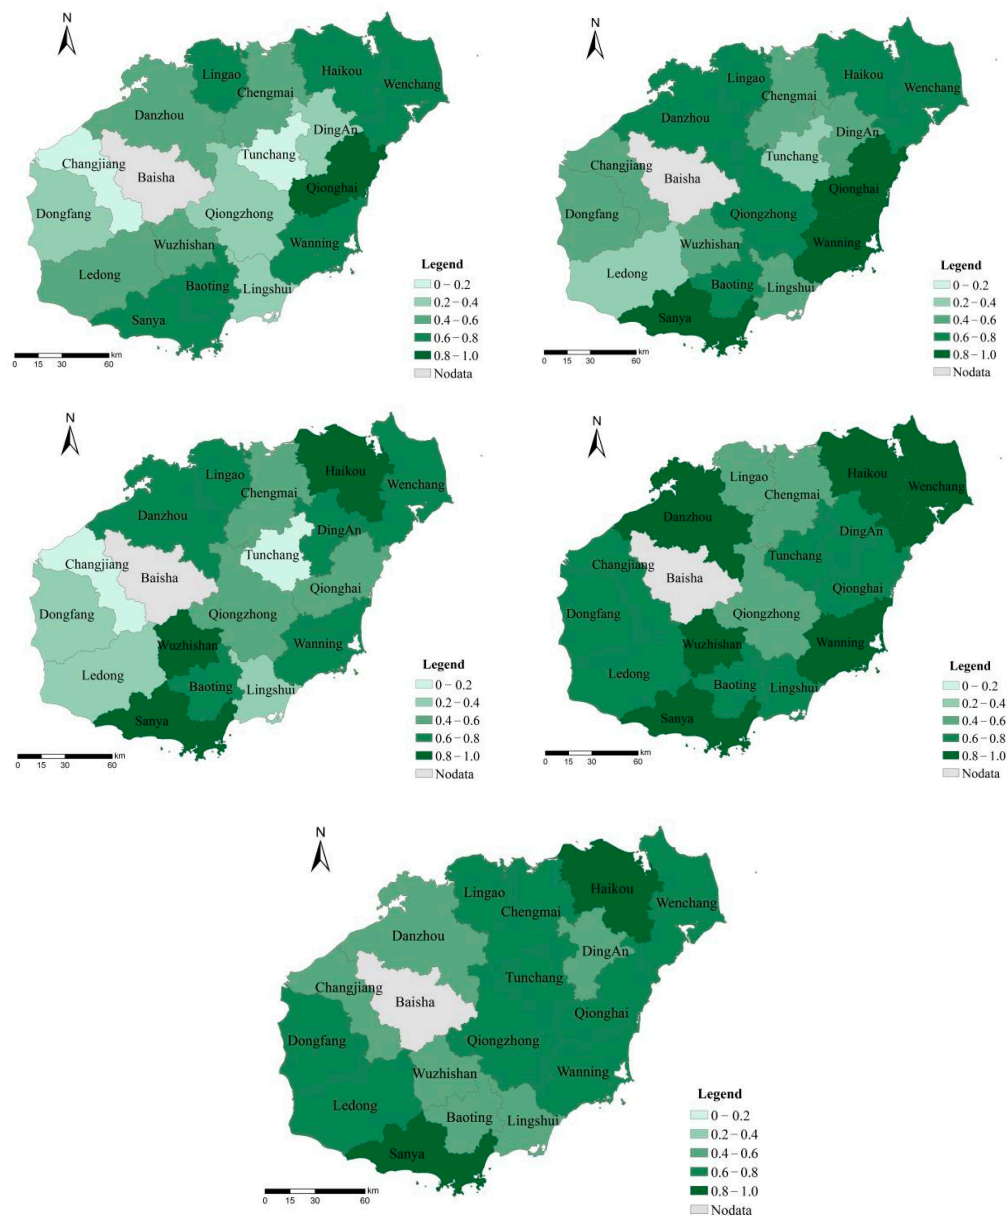 N
Lingao
Haikou
Wenchang
Chengmai
Danzhou
DingAn
Tunchang
Changjiang
Baisha
Qionghai
Dongfang
Qiongzhong
Wuzhishan
Wanning
Ledong
Baoting
Lingshui
Sanya
Legend
0 – 0.2
0.2 – 0.4
0.4 – 0.6
0.6 – 0.8
0.8 – 1.0
Nodata
km
0 15 30 60
N
Lingao
Haikou
Wenchang
Chengmai
Danzhou
DingAn
Tunchang
Changjiang
Baisha
Qionghai
Dongfang
Qiongzhong
Wuzhishan
Wanning
Ledong
Baoting
Lingshui
Sanya
Legend
0 – 0.2
0.2 – 0.4
0.4 – 0.6
0.6 – 0.8
0.8 – 1.0
Nodata
km
0 15 30 60
N
Lingao
Haikou
Wenchang
Chengmai
Danzhou
DingAn
Tunchang
Changjiang
Baisha
Qionghai
Dongfang
Qiongzhong
Wuzhishan
Wanning
Ledong
Baoting
Lingshui
Sanya
Legend
0 – 0.2
0.2 – 0.4
0.4 – 0.6
0.6 – 0.8
0.8 – 1.0
Nodata
km
0 15 30 60
N
Lingao
Haikou
Wenchang
Chengmai
Danzhou
DingAn
Tunchang
Changjiang
Baisha
Qionghai
Dongfang
Qiongzhong
Wuzhishan
Wanning
Ledong
Baoting
Lingshui
Sanya
Legend
0 – 0.2
0.2 – 0.4
0.4 – 0.6
0.6 – 0.8
0.8 – 1.0
Nodata
km
0 15 30 60
N
Lingao
Haikou
Wenchang
Chengmai
Danzhou
DingAn
Tunchang
Changjiang
Baisha
Qionghai
Dongfang
Qiongzhong
Wuzhishan
Wanning
Ledong
Baoting
Lingshui
Sanya
Legend
0 – 0.2
0.2 – 0.4
0.4 – 0.6
0.6 – 0.8
0.8 – 1.0
Nodata
km
0 15 30 60